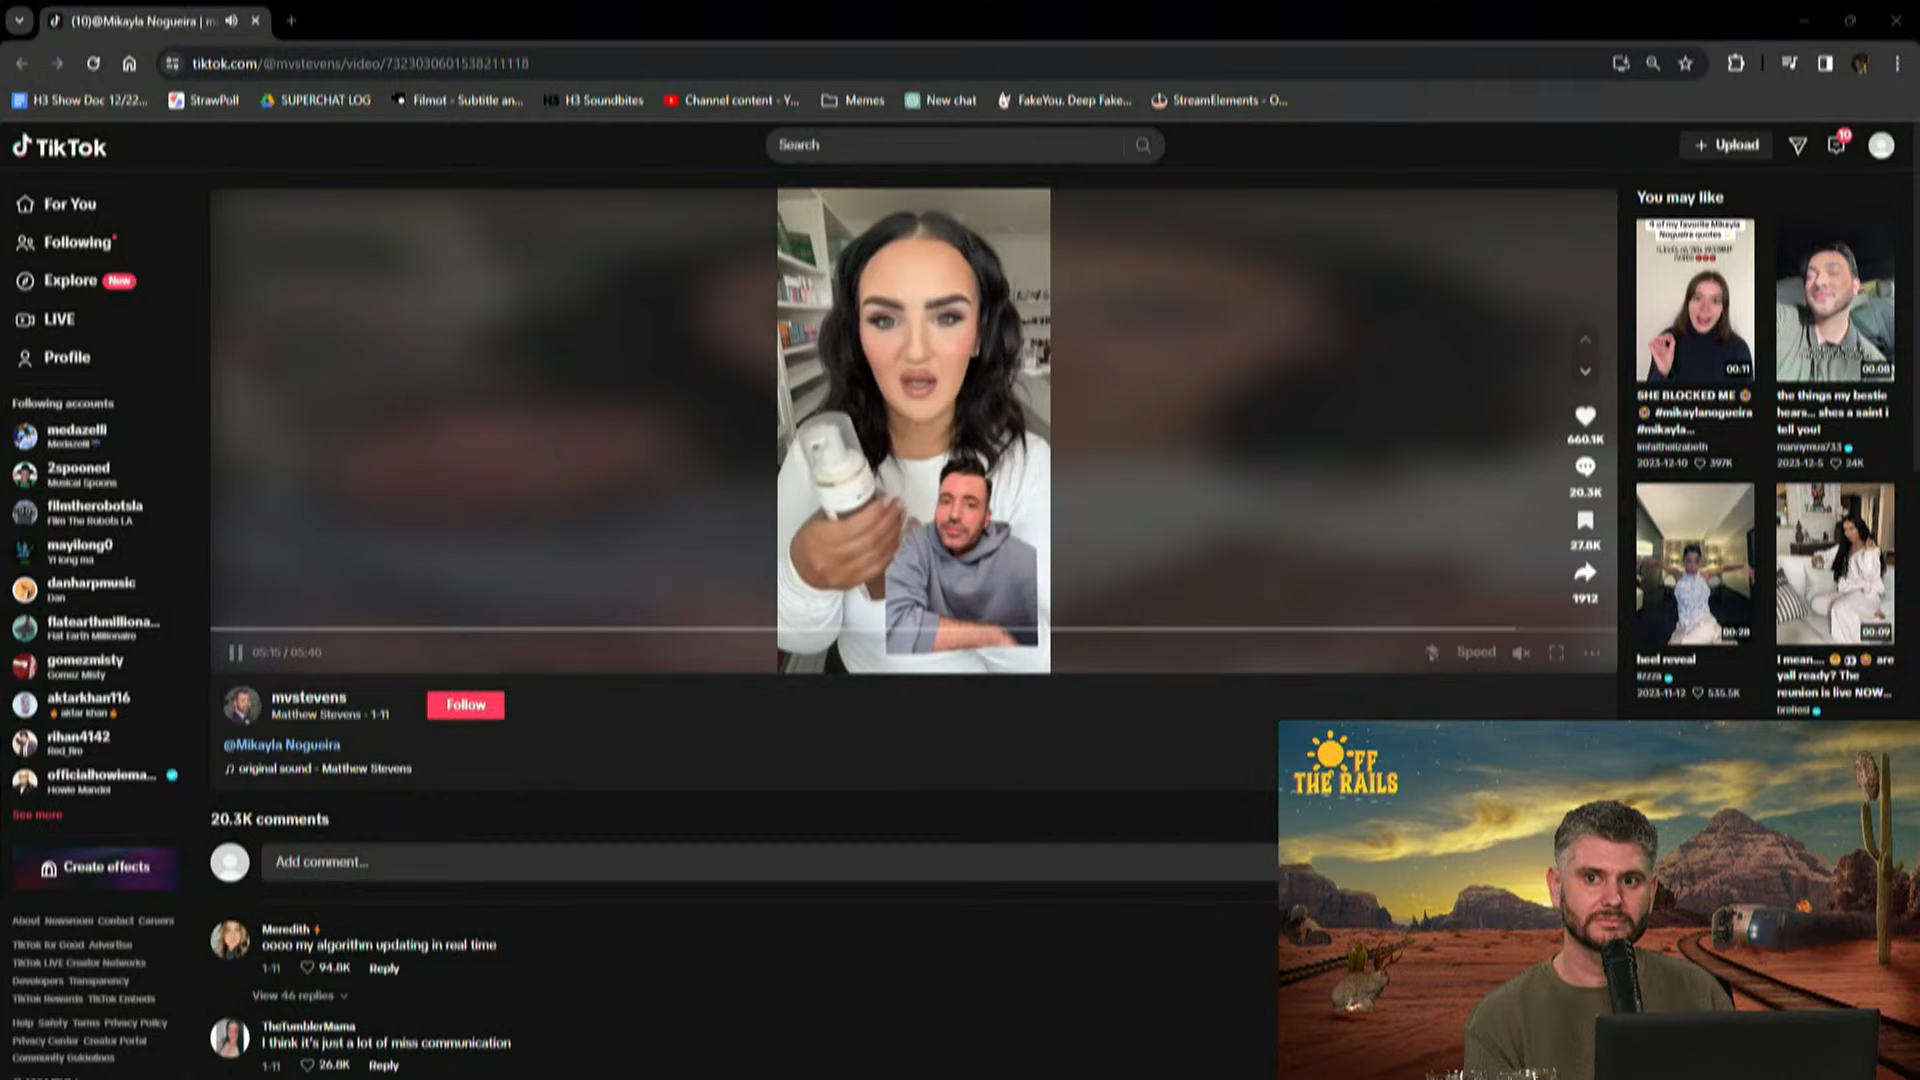 (10)@Mikayla Nogueira | m
tiktok.com/@mvstevens/video/7323030601538211118
H3 Show Doc 12/22...
StrawPoll
SUPERCHAT LOG
Filmot - Subtitle an...
H3 Soundbites
Channel content - Y...
Memes
New chat
FakeYou. Deep Fake...
StreamElements - O...
TikTok
Search
+ Upload
10
For You
Following
Explore New
LIVE
Profile
Following accounts
medazelli
Medazelli
2spooned
Musical Spoons
filmtherobotsla
Film The Robots LA
mayilong0
Yi long ma
danharpmusic
Dan
flatearthmilliona...
Flat Earth Millionaire
gomezmisty
Gomez Misty
aktarkhan116
aktar khan
rihan4142
officialhowiema...
Howie Mandel
See more
Create effects
About Newsroom Contact Careers
TikTok for Good Advertise
TikTok LIVE Creator Networks
Developers Transparency
TikTok Rewards TikTok Embeds
Help Safety Terms Privacy Policy
Privacy Center Creator Portal
Community Guidelines
660.1K
20.3K
27.8K
1912
05:15 / 05:40
Speed
mvstevens
Matthew Stevens · 1-11
Follow
@Mikayla Nogueira
original sound - Matthew Stevens
20.3K comments
Add comment...
Meredith
oooo my algorithm updating in real time
1-11 94.8K Reply
View 46 replies
TheTumblerMama
I think it's just a lot of miss communication
1-11 26.8K Reply
You may like
of my favorite Mikayla
Nogueira quotes
00:11
SHE BLOCKED ME
#mikaylanogueira
#mikayla...
imfaithelizabeth
2023-12-10 397K
00:08
the things my bestie
hears... shes a saint i
tell you!
mannymua733
2023-12-5 24K
00:28
heel reveal
2023-11-12 535.5K
00:09
I mean.... are
yall ready? The
reunion is live NOW...
OFF
THE RAILS